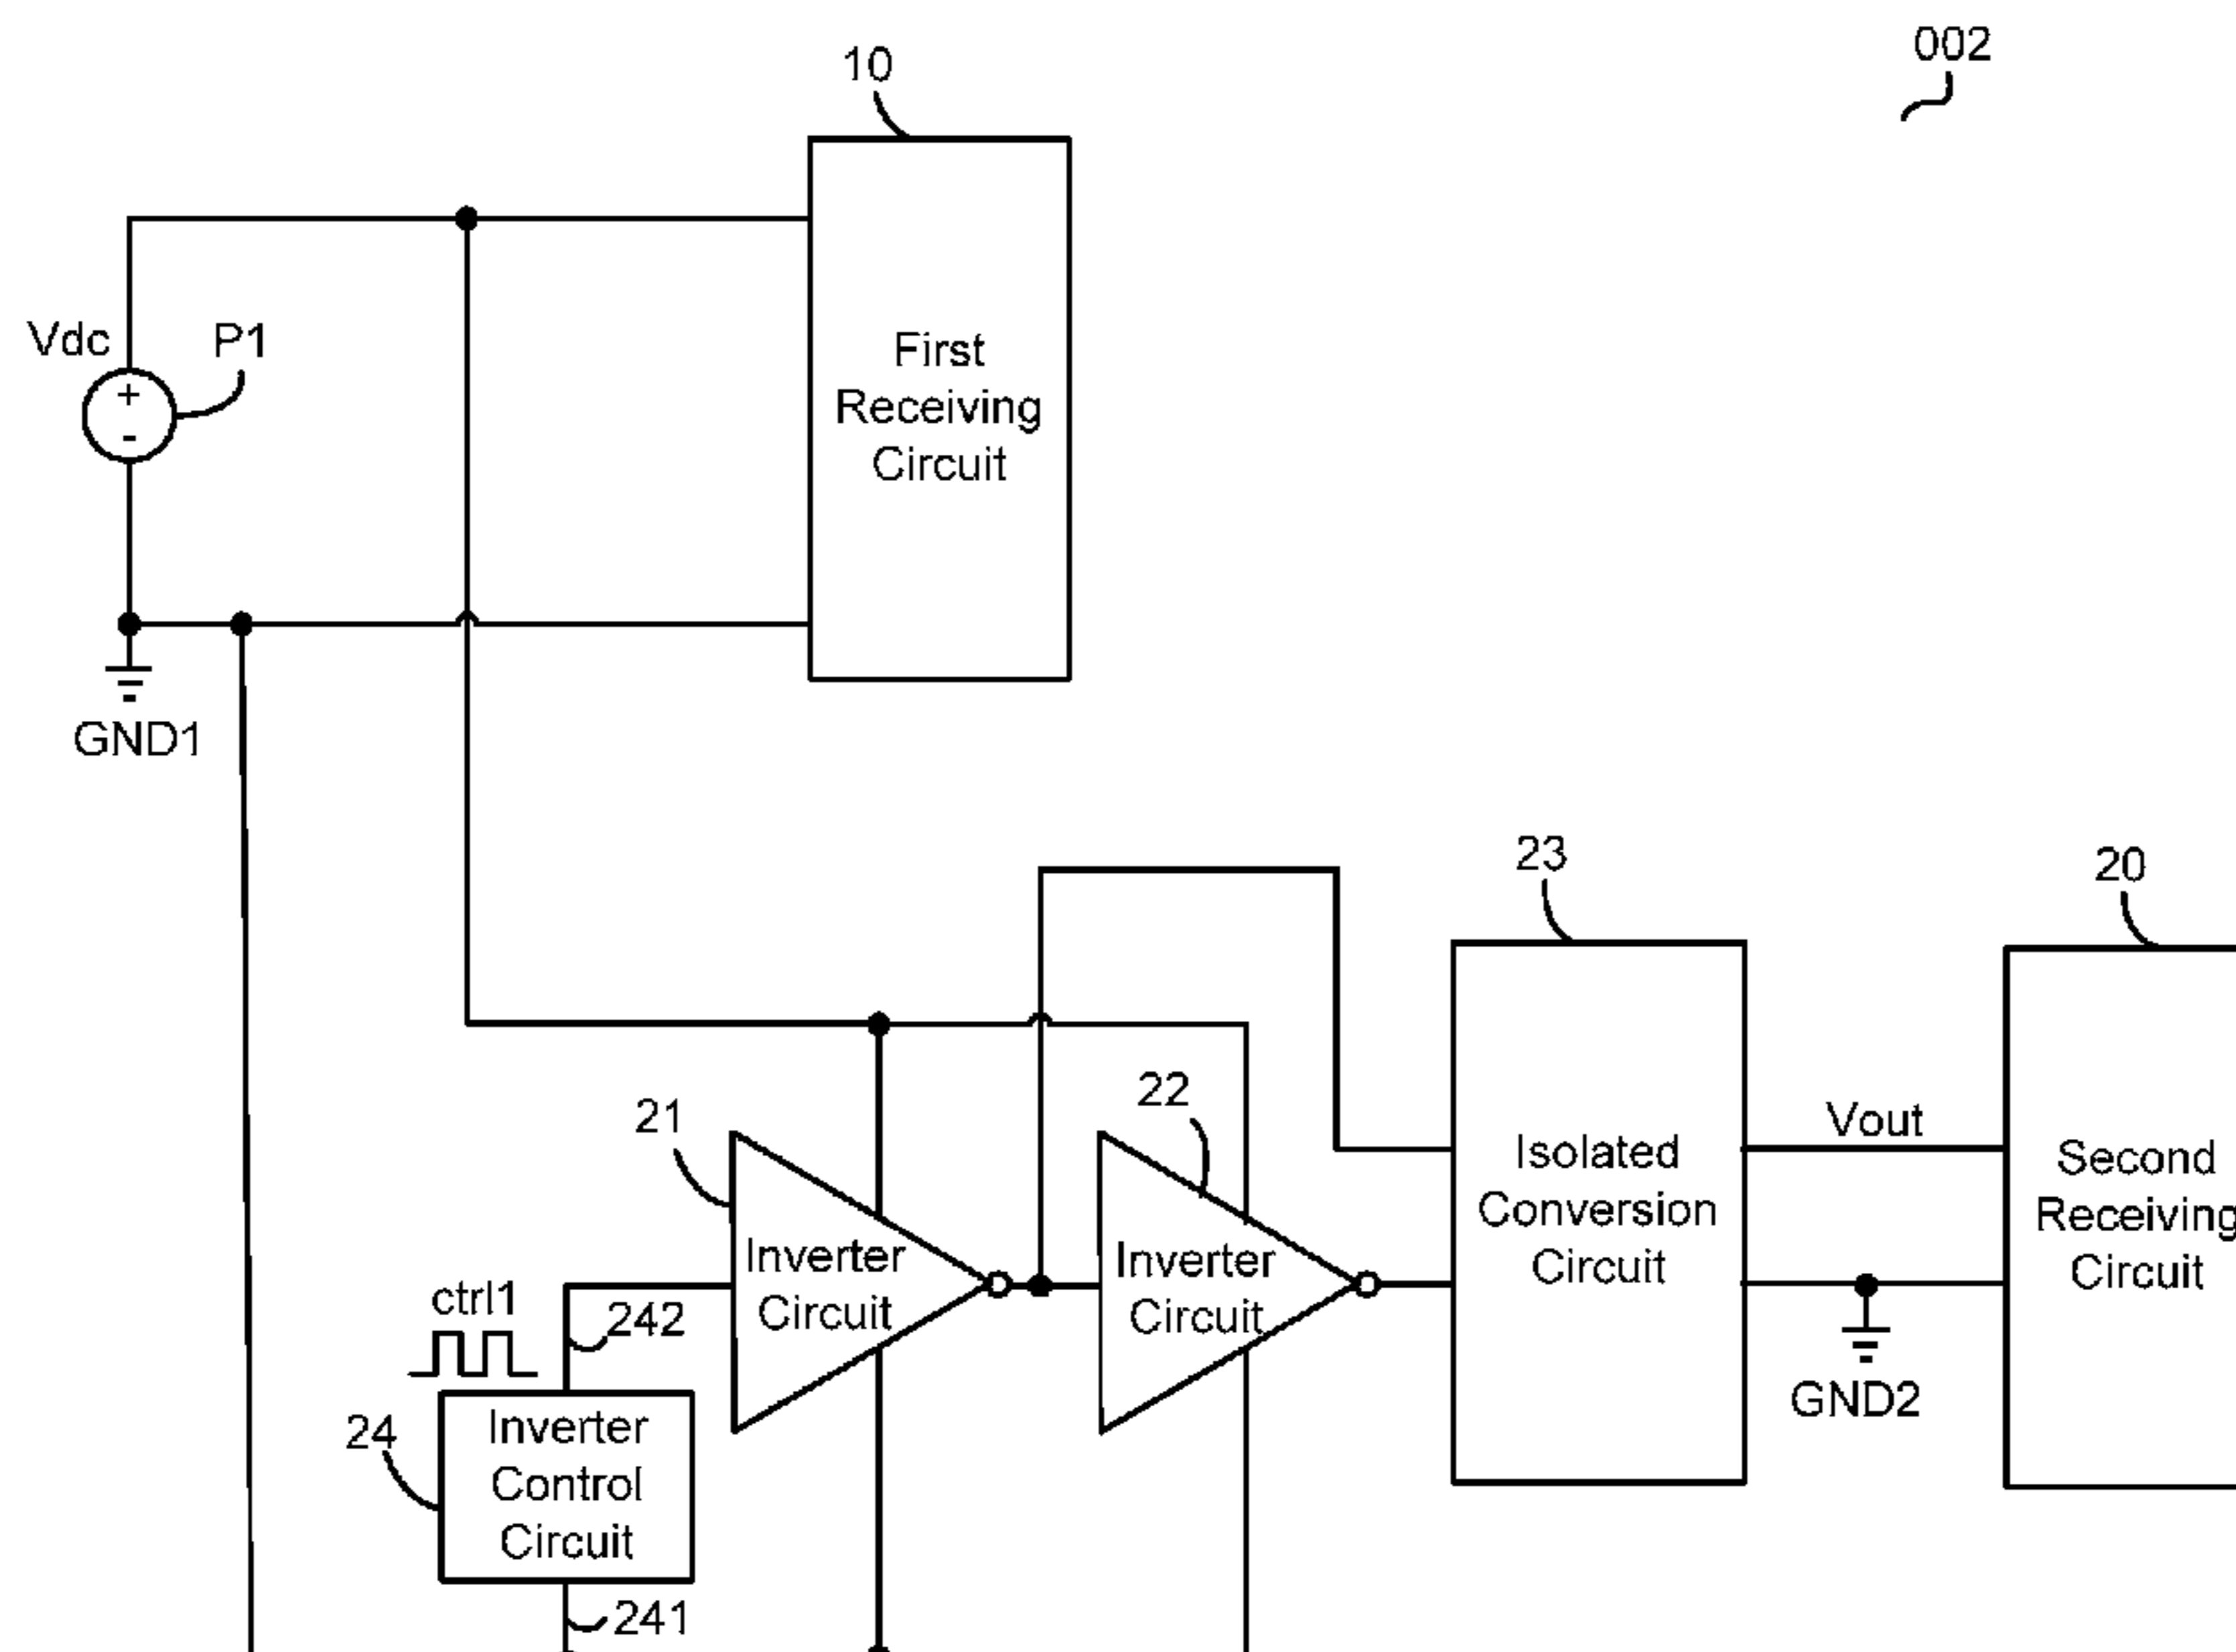 002
10
Vdc
P1
+
-
First
Receiving
Circuit
GND1
23
20
21
22
Isolated
Conversion
Circuit
Vout
Second
Receiving
Circuit
Inverter
Circuit
Inverter
Circuit
ctrl1
242
GND2
24
Inverter
Control
Circuit
241